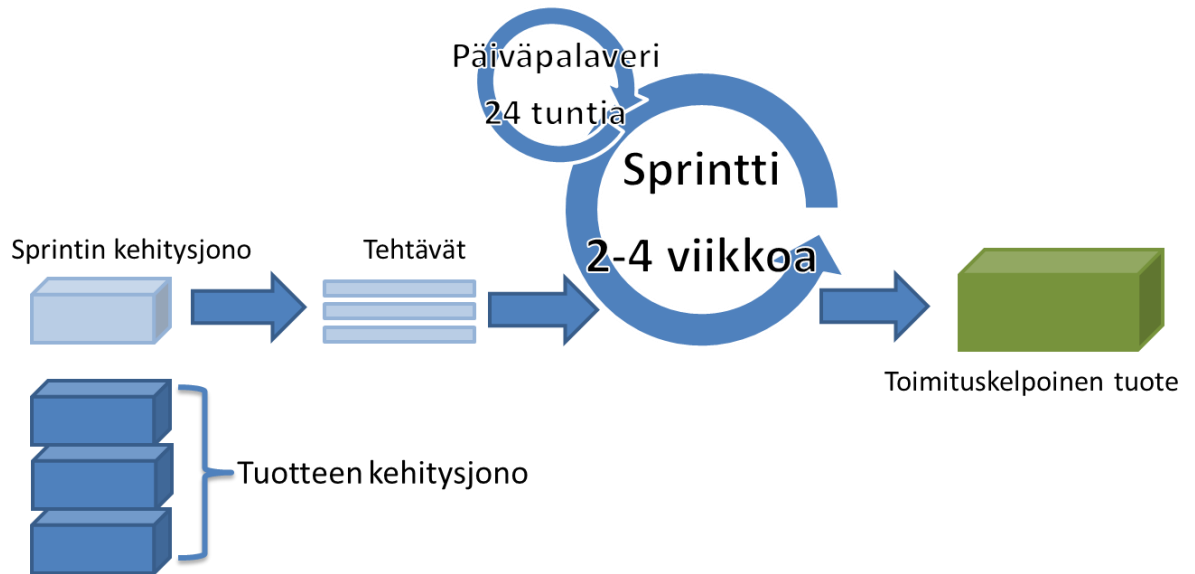 Päiväpalaveri
24 tuntia
Sprintti
2-4 viikkoa
Sprintin kehitysjono
Tehtävät
Toimituskelpoinen tuote
Tuotteen kehitysjono